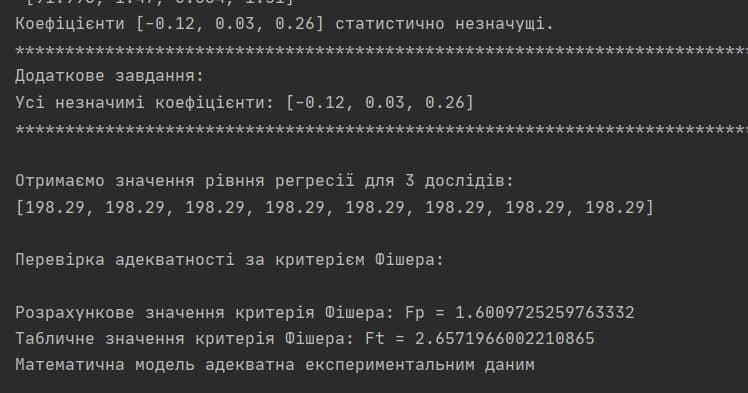 Коефіцієнти [-0.12, 0.03, 0.26] статистично незначущі.
**************************************************************************
Додаткове завдання:
Усі незначимі коефіцієнти: [-0.12, 0.03, 0.26]
**************************************************************************
Отримаємо значення рівння регресії для 3 дослідів:
[198.29, 198.29, 198.29, 198.29, 198.29, 198.29, 198.29, 198.29]
Перевірка адекватності за критерієм Фішера:
Розрахункове значення критерія Фішера: Fp = 1.6009725259763332
Табличне значення критерія Фішера: Ft = 2.6571966002210865
Математична модель адекватна експериментальним даним